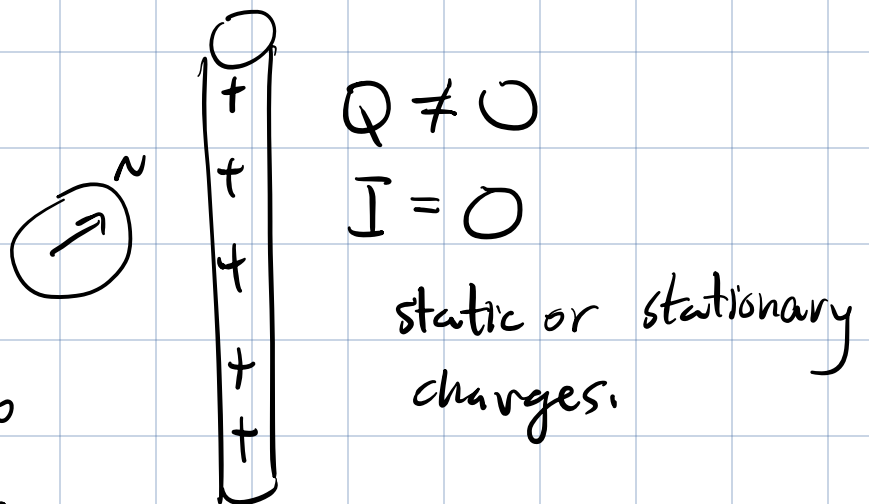 N
+
+
+
+
+
Q ≠ 0
I = 0
static or stationary
charges.